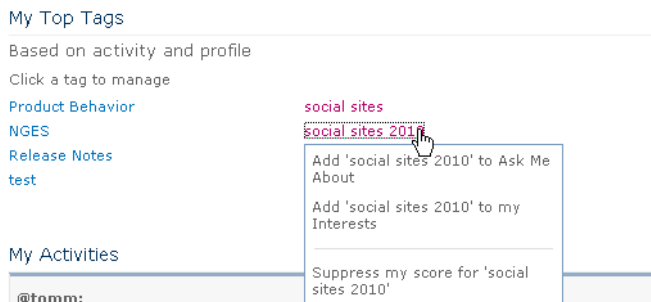 My Top Tags
Based on activity and profile
Click a tag to manage
Product Behavior
social sites
NGES
social sites 2010
Release Notes
test
Add 'social sites 2010' to Ask Me
About
Add 'social sites 2010' to my
Interests
Suppress my score for 'social
sites 2010'
My Activities
@tomm: